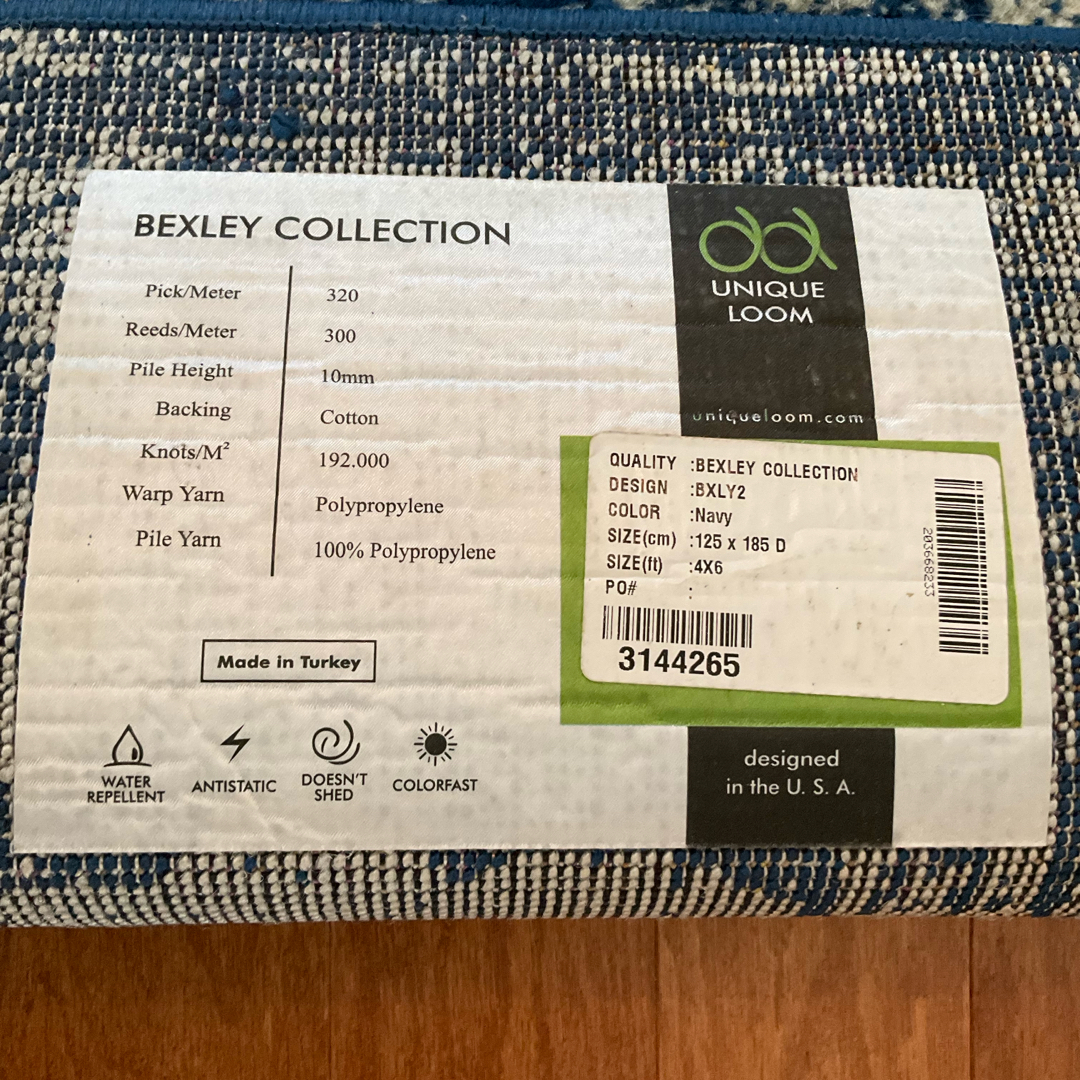 BEXLEY COLLECTION
Pick/Meter 320
Reeds/Meter 300
Pile Height 10mm
Backing Cotton
Knots/M² 192.000
Warp Yarn Polypropylene
Pile Yarn 100% Polypropylene
Made in Turkey
WATER
REPELLENT
ANTISTATIC
DOESN'T
SHED
COLORFAST
UNIQUE
LOOM
uniqueloom.com
QUALITY :BEXLEY COLLECTION
DESIGN :BXLY2
COLOR :Navy
SIZE(cm) :125 x 185 D
SIZE(ft) :4X6
PO# :
3144265
203668233
designed
in the U. S. A.